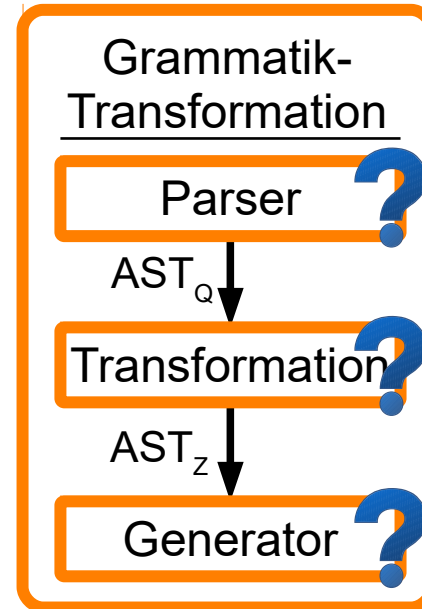 Grammatik-
Transformation
Parser
?
AST_Q
Transformation
?
AST_Z
Generator
?